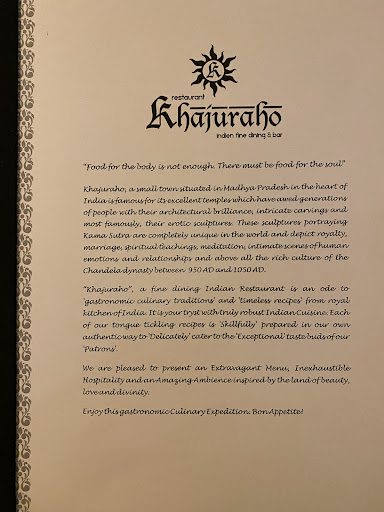 K
restaurant
Khajuraho
indien fine dining & bar
"Food for the body is not enough. There must be food for the soul"
Khajuraho, a small town situated in Madhya Pradesh in the heart of
India is famous for its excellent temples which have awed generations
of people with their architectural brilliance, intricate carvings and
most famously, their erotic sculptures. These sculptures portraying
Kama Sutra are completely unique in the world and depict royalty,
marriage, spiritual thachings, meditation, intimate scenes of human
emotions and relationships and above all the rich culture of the
Chandela dynasty between 950 AD and 1050 AD.
"Khajuraho", a fine dining Indian Restaurant is an ode to
'gastronomic culinary traditions' and 'timeless recipes' from royal
kitchen of India. It is your tryst with truly robust Indian Cuisine. Each
of our tongue tickling recipes is 'Skillfully' prepared in our own
authentic way to 'Delicately' cater to the 'Exceptional' taste buds of our
'Patrons'.
We are pleased to present an Extravagant Menu, Inexhaustible
Hospitality and an Amazing Ambience inspired by the land of beauty,
love and divinity.
Enjoy this gastronomic Culinary Expedition. Bon Appetite!